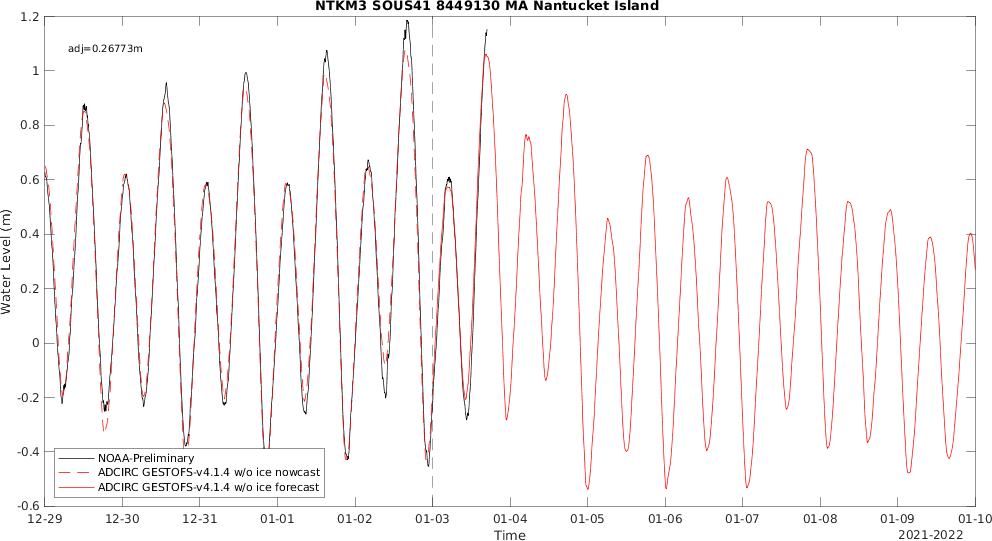 NTKM3 SOUS41 8449130 MA Nantucket Island
adj=0.26773m
Water Level (m)
1.2
1
0.8
0.6
0.4
0.2
0
-0.2
-0.4
-0.6
NOAA-Preliminary
ADCIRC GESTOFS-v4.1.4 w/o ice nowcast
ADCIRC GESTOFS-v4.1.4 w/o ice forecast
12-29 12-30 12-31 01-01 01-02 01-03 01-04 01-05 01-06 01-07 01-08 01-09 01-10
Time
2021-2022